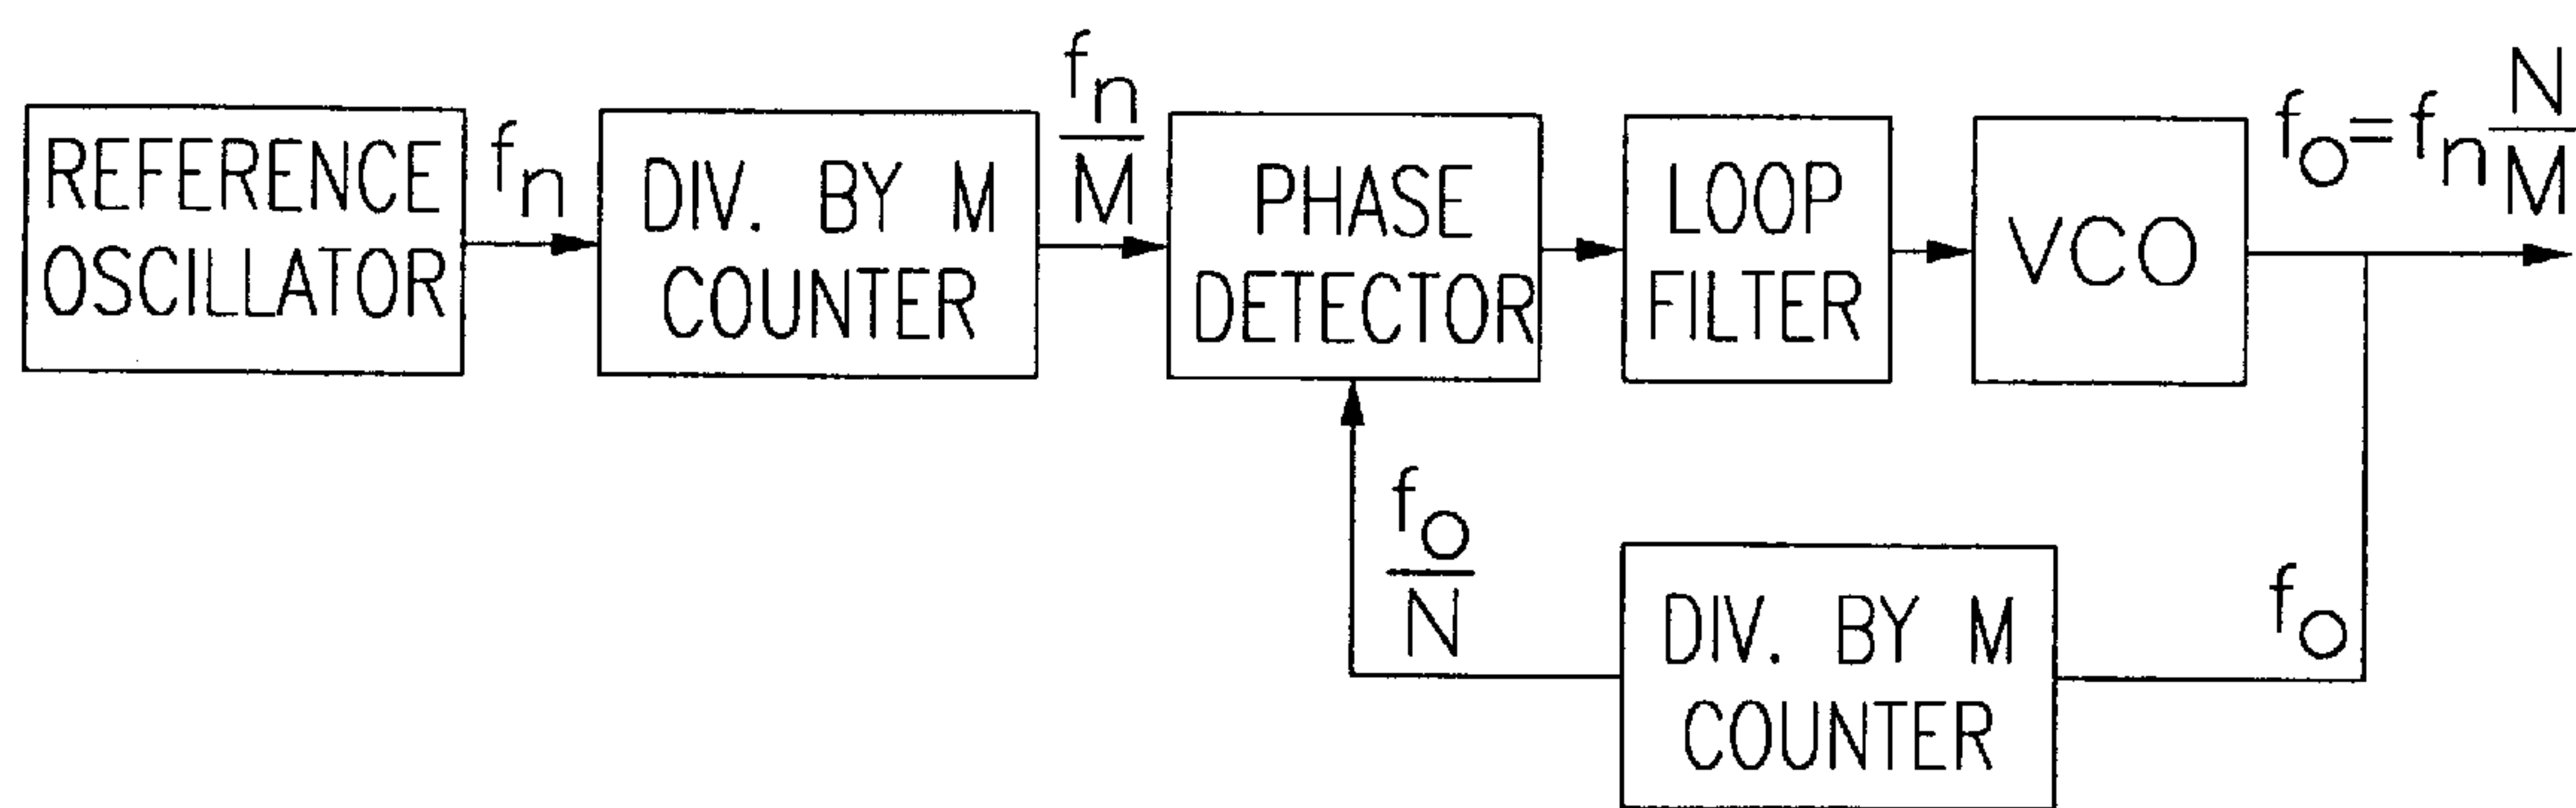 REFERENCE
OSCILLATOR
fn
DIV. BY M
COUNTER
fn
M
PHASE
DETECTOR
LOOP
FILTER
VCO
fo=fn N
M
fo
N
DIV. BY M
COUNTER
fo